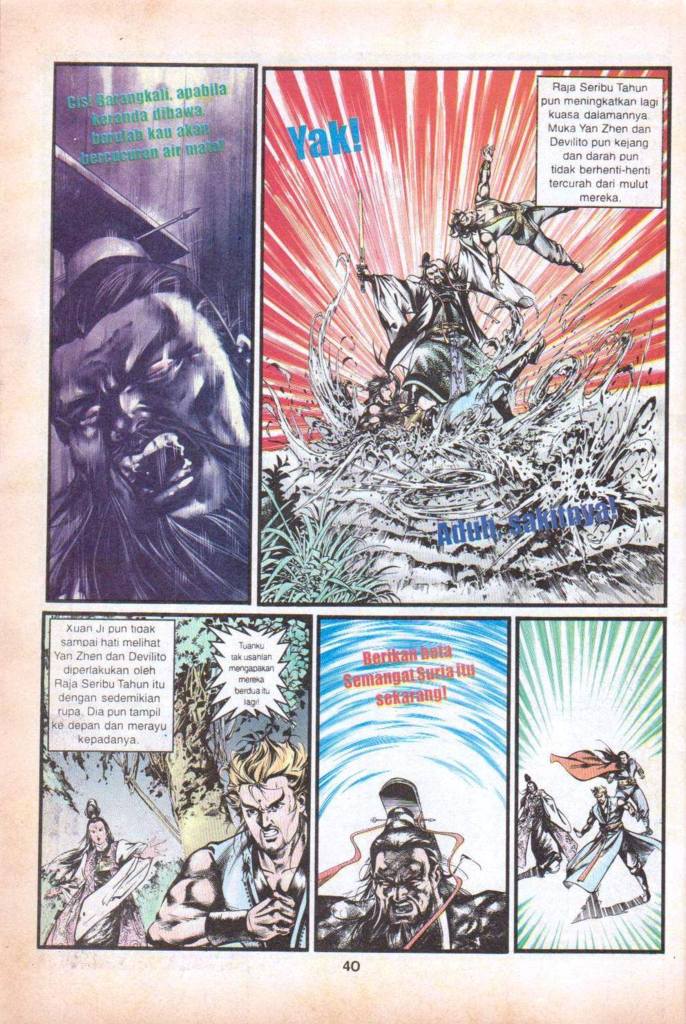 Cis! Barangkali, apabila
keranda dibawa,
barulah kau akan
bercucuran air mata!
Yak!
Raja Seribu Tahun
pun meningkatkan lagi
kuasa dalamannya.
Muka Yan Zhen dan
Devilito pun kejang
dan darah pun
tidak berhenti-henti
tercurah dari mulut
mereka.
Aduh, sakitnya!
Xuan Ji pun tidak
sampai hati melihat
Yan Zhen dan Devilito
diperlakukan oleh
Raja Seribu Tahun itu
dengan sedemikian
rupa. Dia pun tampil
ke depan dan merayu
kepadanya.
Tuanku
tak usahlah
mengapakan
mereka
berdua itu
lagi!
Berikan bola
Semangat Suria itu
sekarang!
40